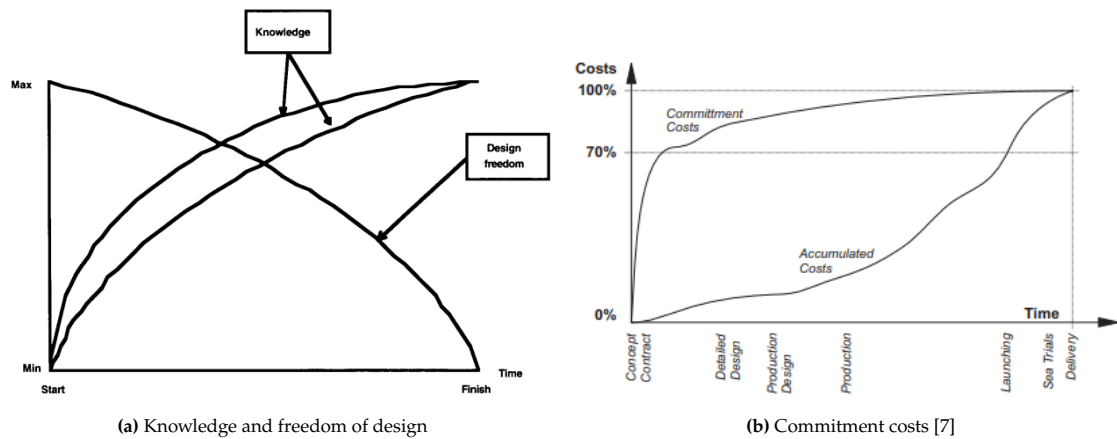 Knowledge
Max
Design
freedom
Min
Start
Time
Finish
(a) Knowledge and freedom of design
Costs
100%
Committment
Costs
70%
Accumulated
Costs
0%
Time
Concept
Contract
Detailed
Design
Production
Design
Production
Launching
Sea Trials
Delivery
(b) Commitment costs [7]